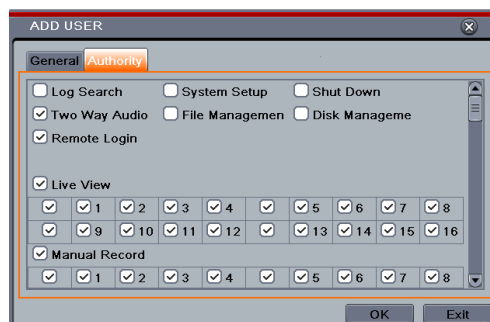 ADD USER
General Authority
Log Search System Setup Shut Down
Two Way Audio File Managemen Disk Manageme
Remote Login
Live View
1 2 3 4 5 6 7 8
9 10 11 12 13 14 15 16
Manual Record
1 2 3 4 5 6 7 8
OK Exit